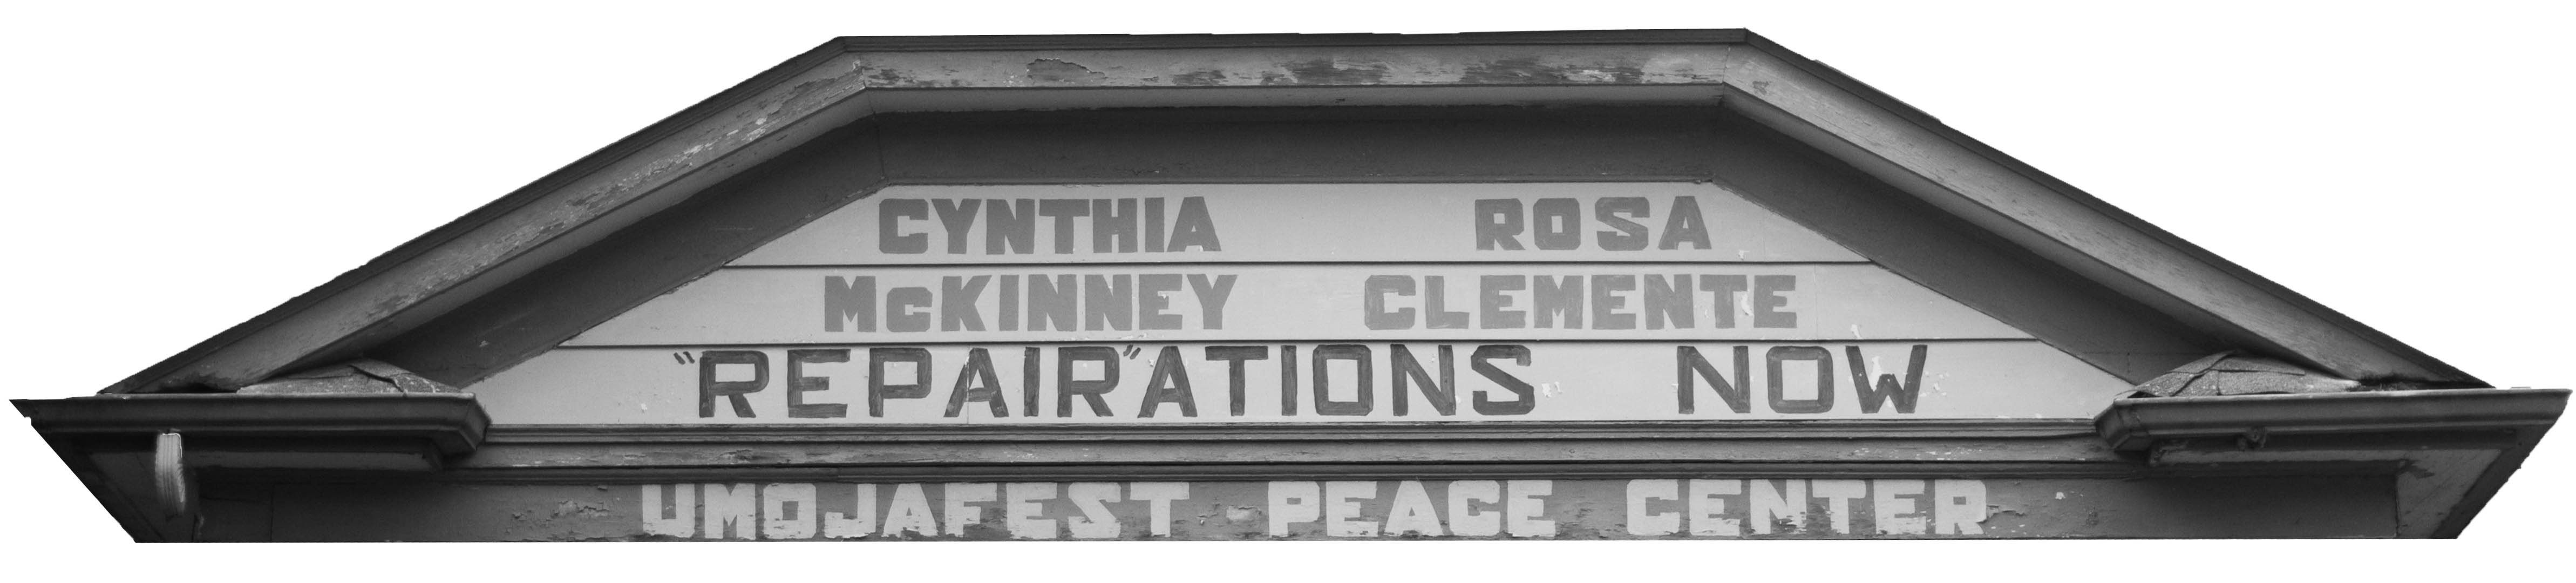 CYNTHIA ROSA
McKINNEY CLEMENTE
"REPAIR"ATIONS NOW
UMOJAFEST PEACE CENTER